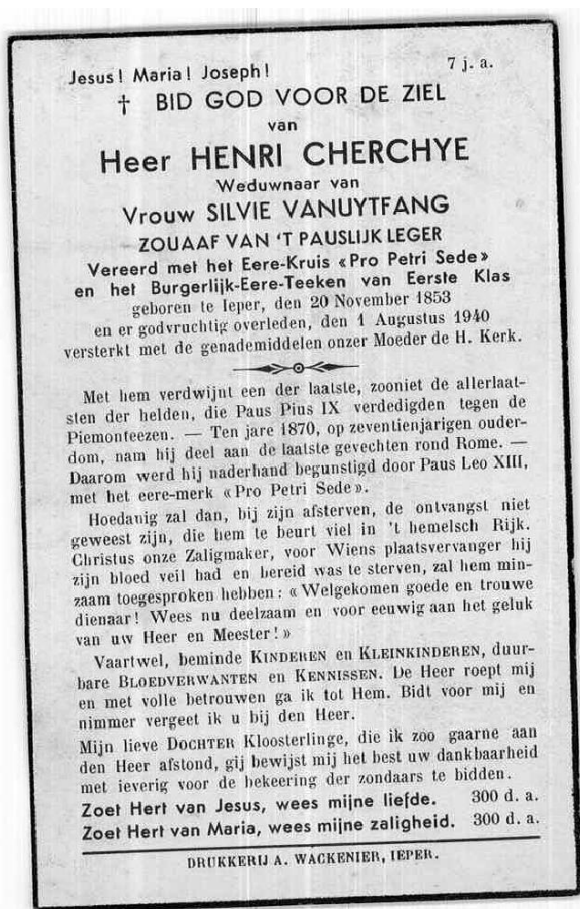 Jesus! Maria! Joseph! 7 j. a.
† BID GOD VOOR DE ZIEL
van
Heer HENRI CHERCHYE
Weduwnaar van
Vrouw SILVIE VANUYTFANG
ZOUAAF VAN 'T PAUSLIJK LEGER
Vereerd met het Eere-Kruis «Pro Petri Sede»
en het Burgerlijk-Eere-Teeken van Eerste Klas
geboren te Ieper, den 20 November 1853
en er godvruchtig overleden, den 1 Augustus 1940
versterkt met de genademiddelen onzer Moeder de H. Kerk.
Met hem verdwijnt een der laatste, zooniet de allerlaat-
sten der helden, die Paus Pius IX verdedigden tegen de
Piemonteezen. — Ten jare 1870, op zeventienjarigen ouder-
dom, nam hij deel aan de laatste gevechten rond Rome. —
Daarom werd hij naderhand begunstigd door Paus Leo XIII,
met het eere-merk «Pro Petri Sede».
Hoedanig zal dan, bij zijn afsterven, de ontvangst niet
geweest zijn, die hem te beurt viel in 't hemelsch Rijk.
Christus onze Zaligmaker, voor Wiens plaatsvervanger hij
zijn bloed veil had en bereid was te sterven, zal hem min-
zaam toegesproken hebben: «Welgekomen goede en trouwe
dienaar! Wees nu deelzaam en voor eeuwig aan het geluk
van uw Heer en Meester!»
Vaartwel, beminde KINDEREN en KLEINKINDEREN, duur-
bare BLOEDVERWANTEN en KENNISSEN. De Heer roept mij
en met volle betrouwen ga ik tot Hem. Bidt voor mij en
nimmer vergeet ik u bij den Heer.
Mijn lieve DOCHTER Kloosterlinge, die ik zoo gaarne aan
den Heer afstond, gij bewijst mij het best uw dankbaarheid
met ieverig voor de bekeering der zondaars te bidden.
Zoet Hert van Jesus, wees mijne liefde. 300 d. a.
Zoet Hert van Maria, wees mijne zaligheid. 300 d. a.
DRUKKERIJ A. WACKENIER, IEPER.